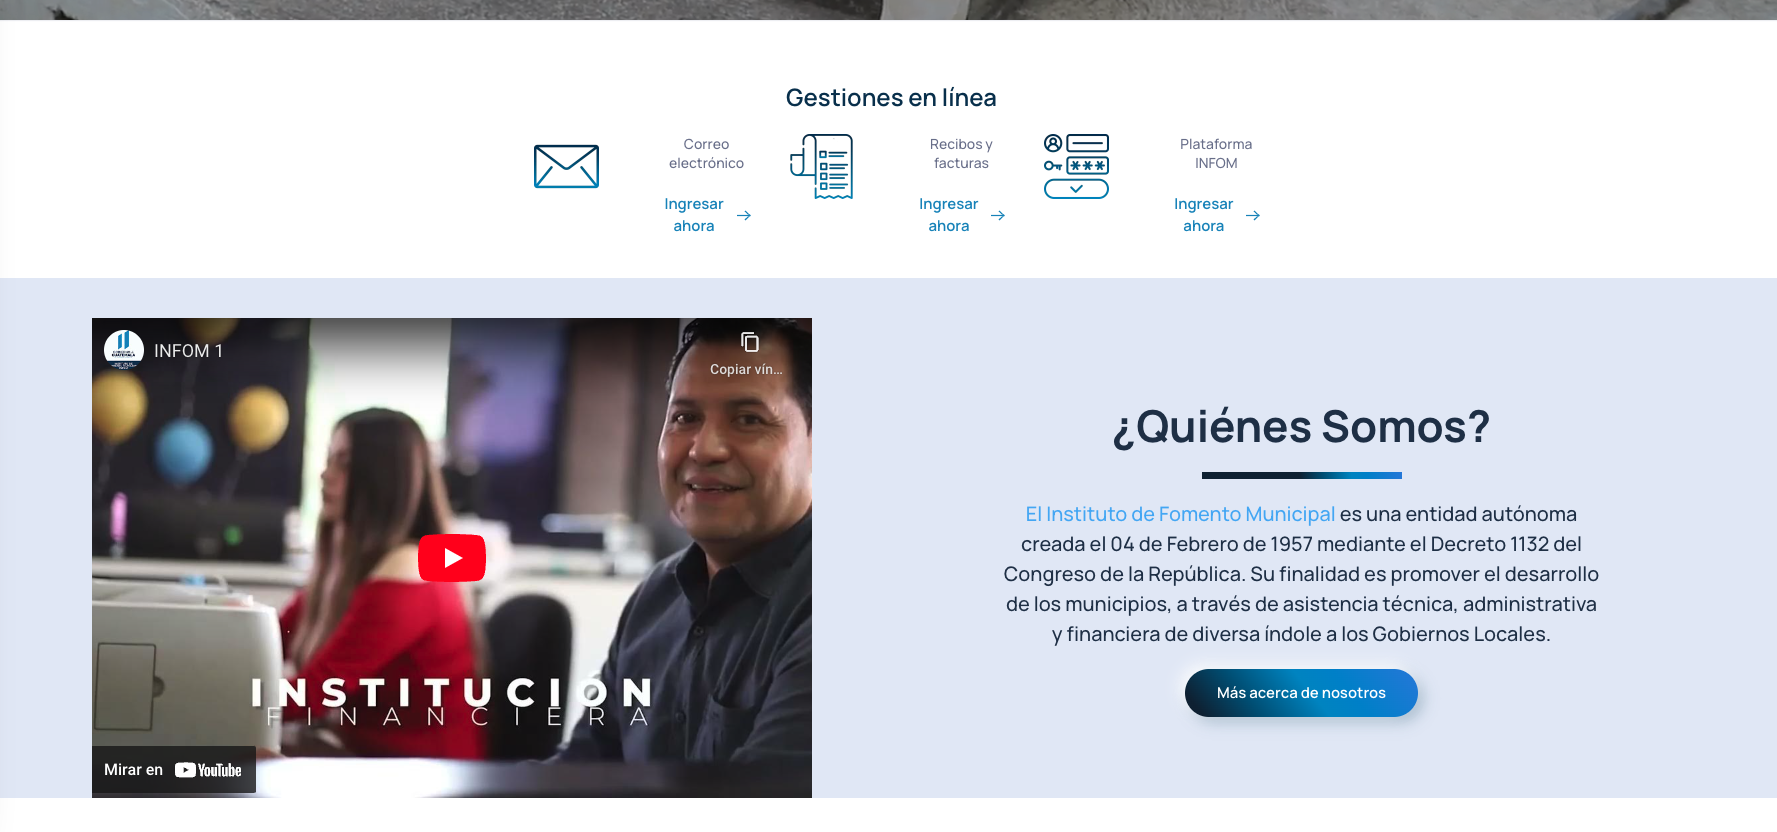 Gestiones en línea
Correo
electrónico
Ingresar
ahora
Recibos y
facturas
Ingresar
ahora
***
Plataforma
INFOM
Ingresar
ahora
INFOM 1
Copiar vín...
INSTITUCIÓN
FINANCIERA
Mirar en YouTube
¿Quiénes Somos?
El Instituto de Fomento Municipal es una entidad autónoma
creada el 04 de Febrero de 1957 mediante el Decreto 1132 del
Congreso de la República. Su finalidad es promover el desarrollo
de los municipios, a través de asistencia técnica, administrativa
y financiera de diversa índole a los Gobiernos Locales.
Más acerca de nosotros